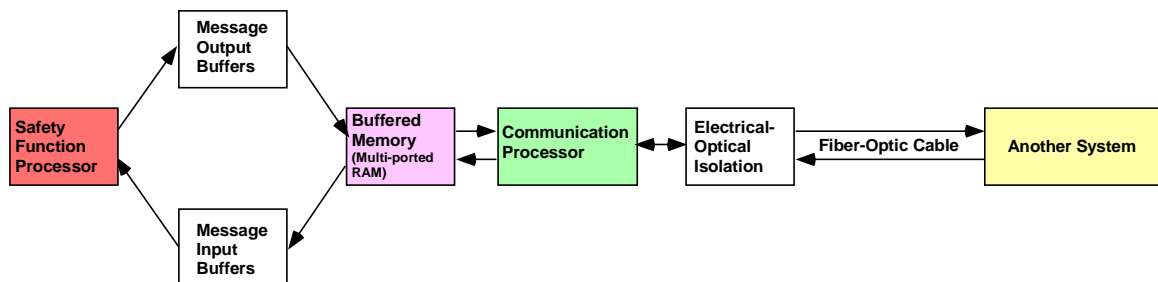 Message
Output
Buffers
Safety
Function
Processor
Buffered
Memory
(Multi-ported
RAM)
Communication
Processor
Electrical-
Optical
Isolation
Fiber-Optic Cable
Another System
Message
Input
Buffers